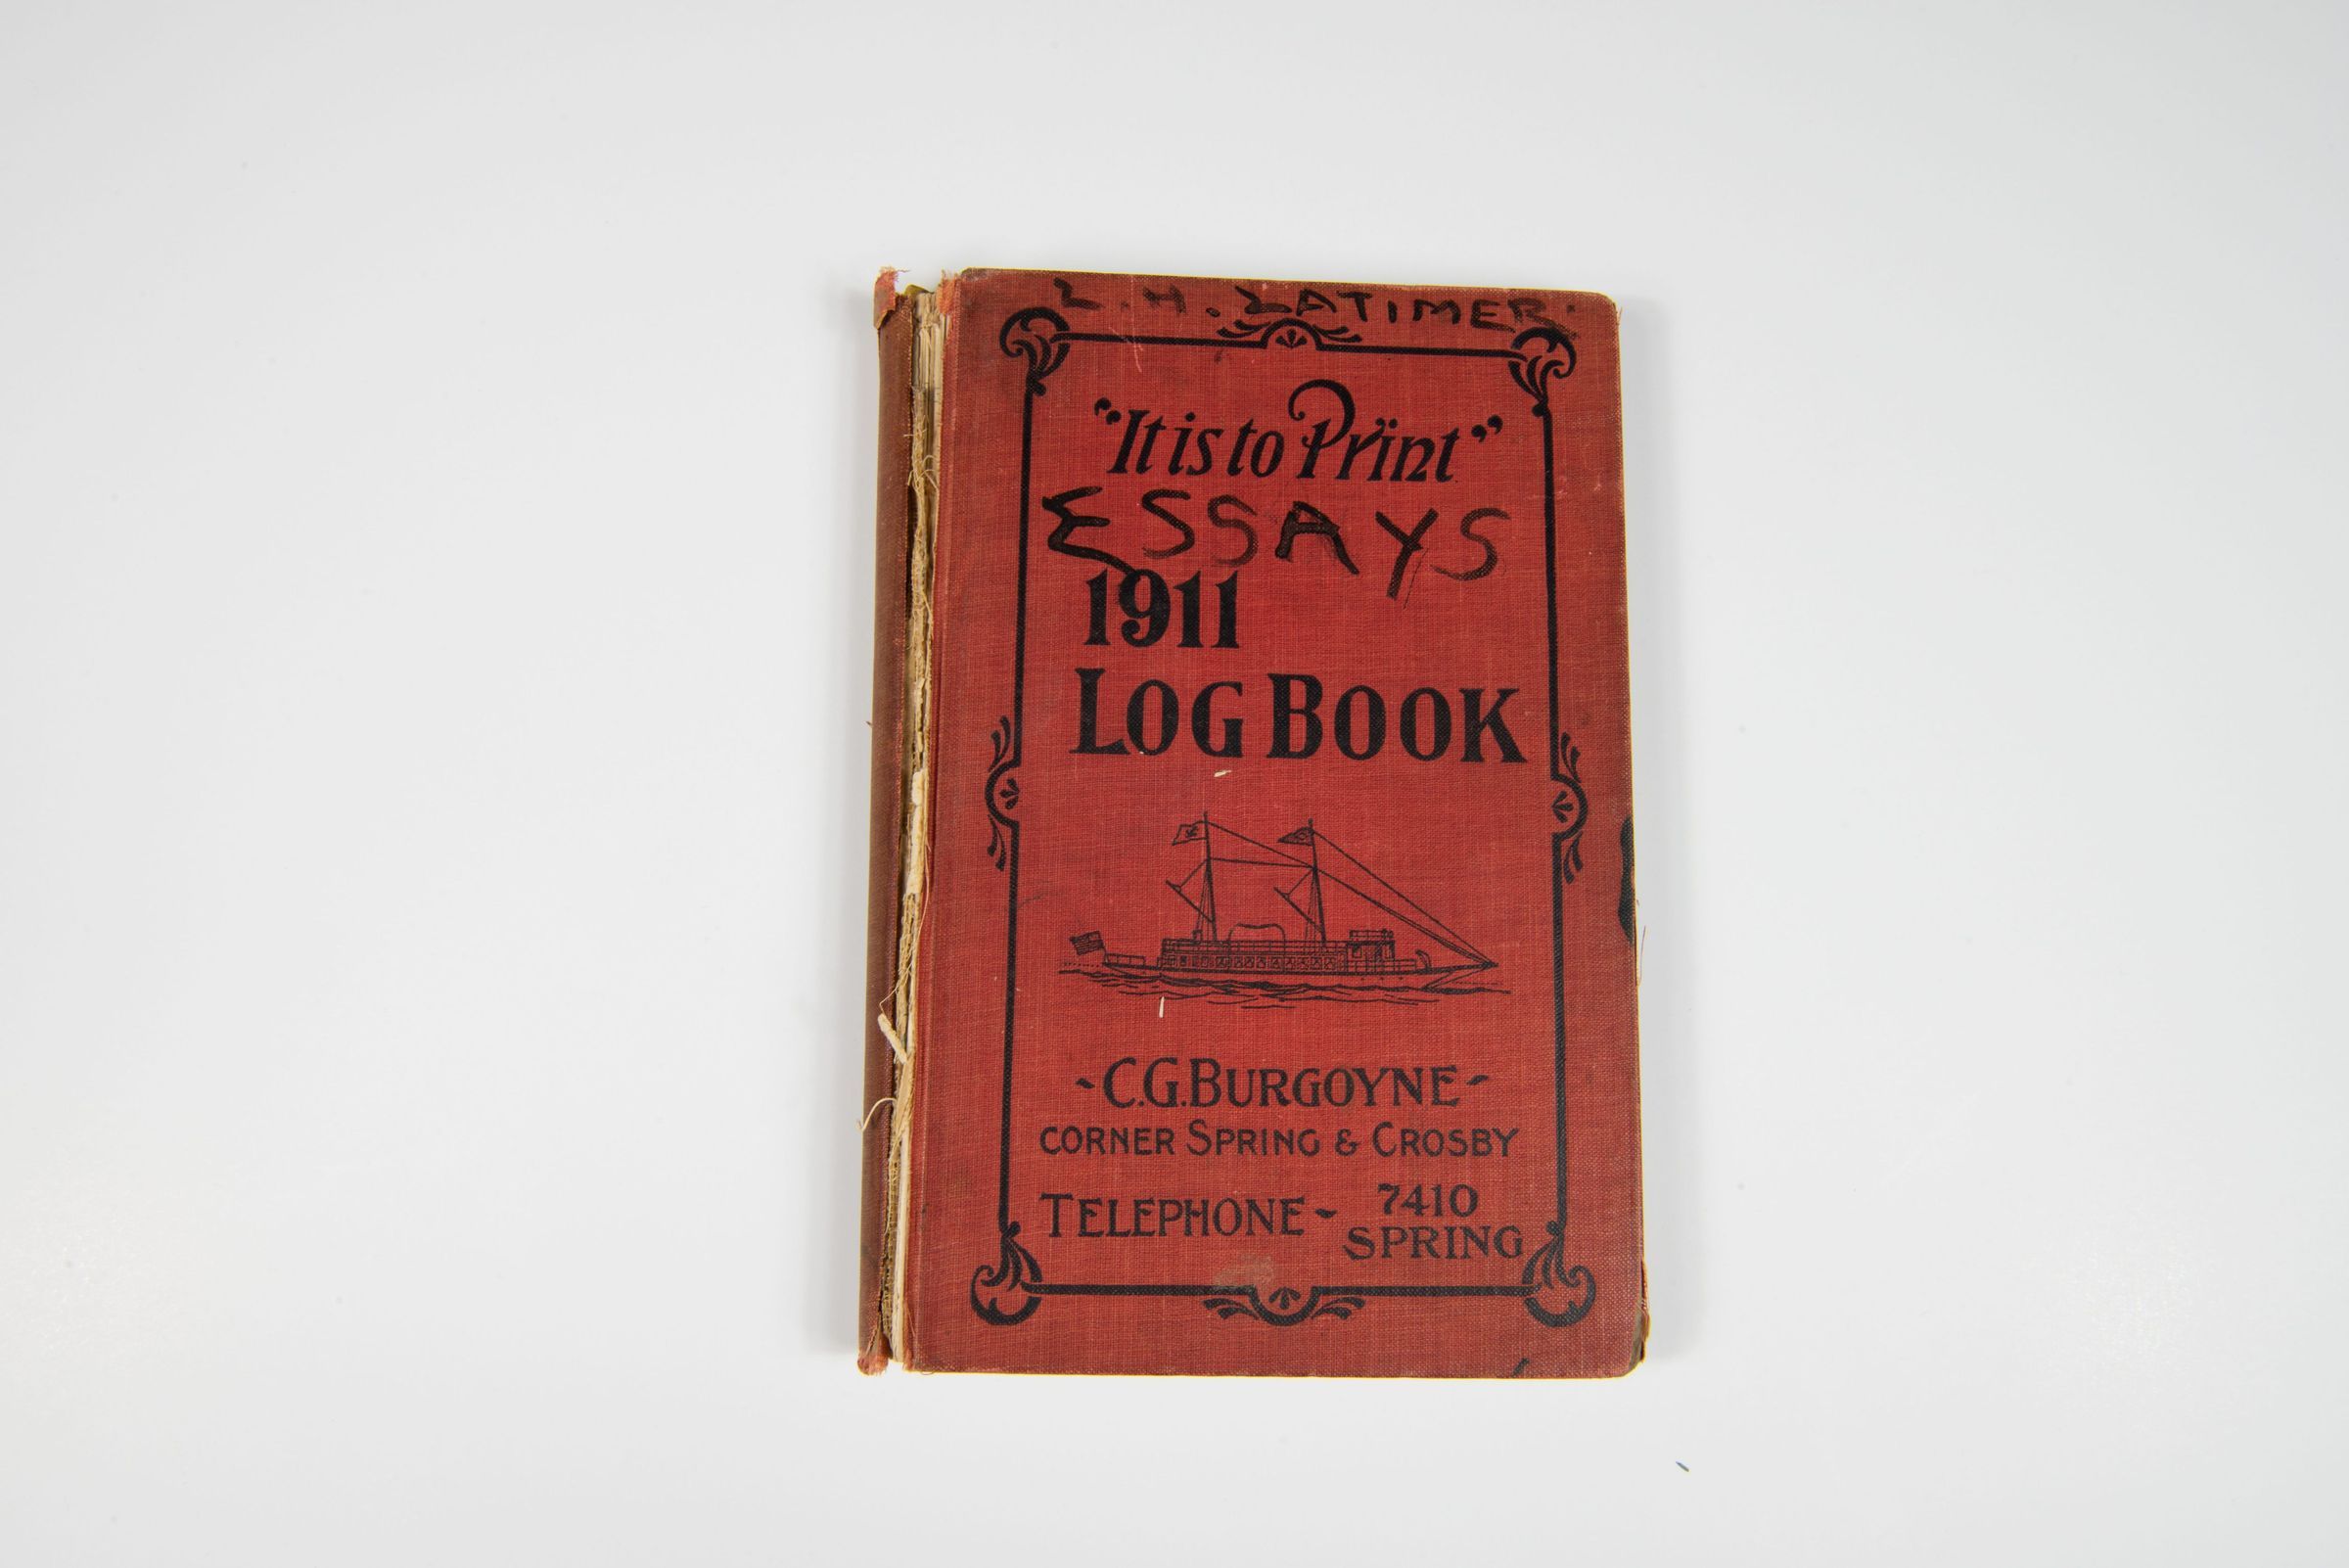 L. H. LATIMER.
"It is to Print"
ESSAYS
1911
LOG BOOK
- C.G. BURGOYNE -
CORNER SPRING & CROSBY
TELEPHONE - 7410
SPRING